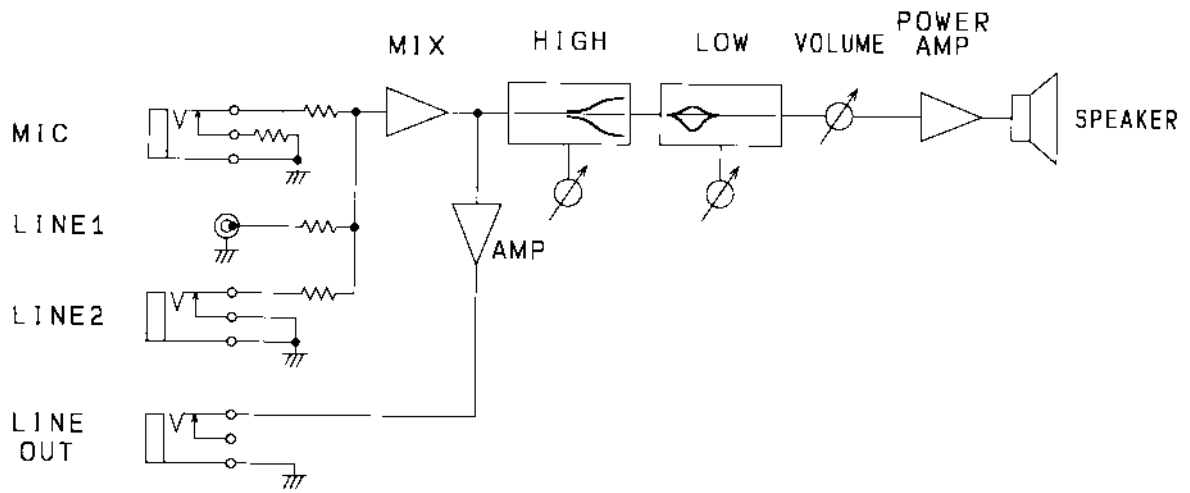 MIX
HIGH
LOW
VOLUME
POWER
AMP
MIC
SPEAKER
LINE1
AMP
LINE2
LINE
OUT